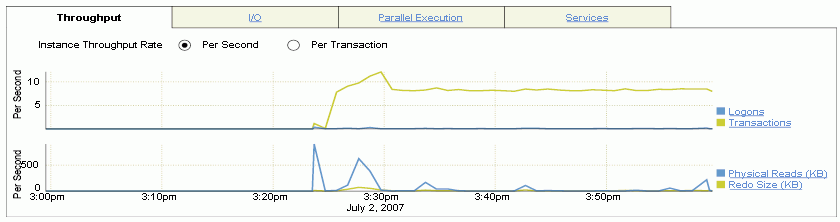 Throughput I/O Parallel Execution Services
Instance Throughput Rate Per Second Per Transaction
Per Second
10
5
Logons
Transactions
Per Second
500
0
Physical Reads (KB)
Redo Size (KB)
3:00pm 3:10pm 3:20pm 3:30pm 3:40pm 3:50pm
July 2, 2007